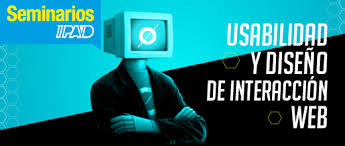 Seminarios
IPAD
USABILIDAD
Y DISEÑO
DE INTERACCIÓN
WEB